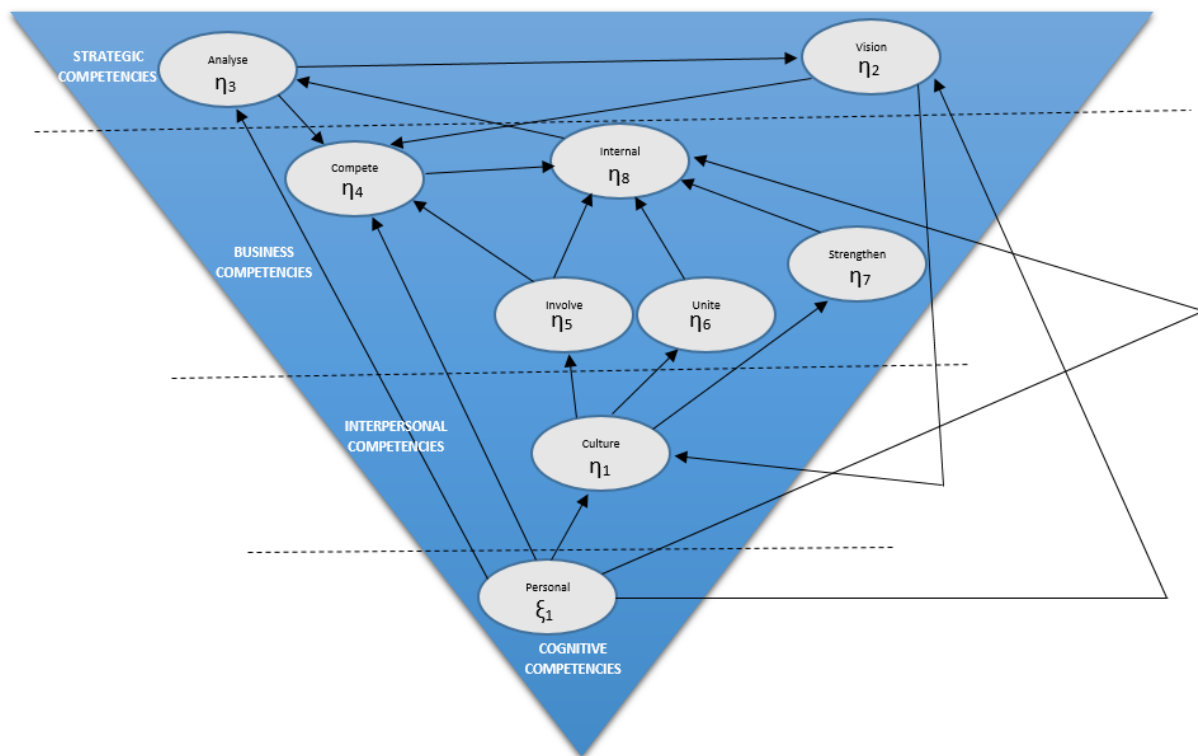 STRATEGIC
COMPETENCIES
Analyse
η3
Vision
η2
Compete
η4
Internal
η8
BUSINESS
COMPETENCIES
Strengthen
η7
Involve
η5
Unite
η6
INTERPERSONAL
COMPETENCIES
Culture
η1
Personal
ξ1
COGNITIVE
COMPETENCIES